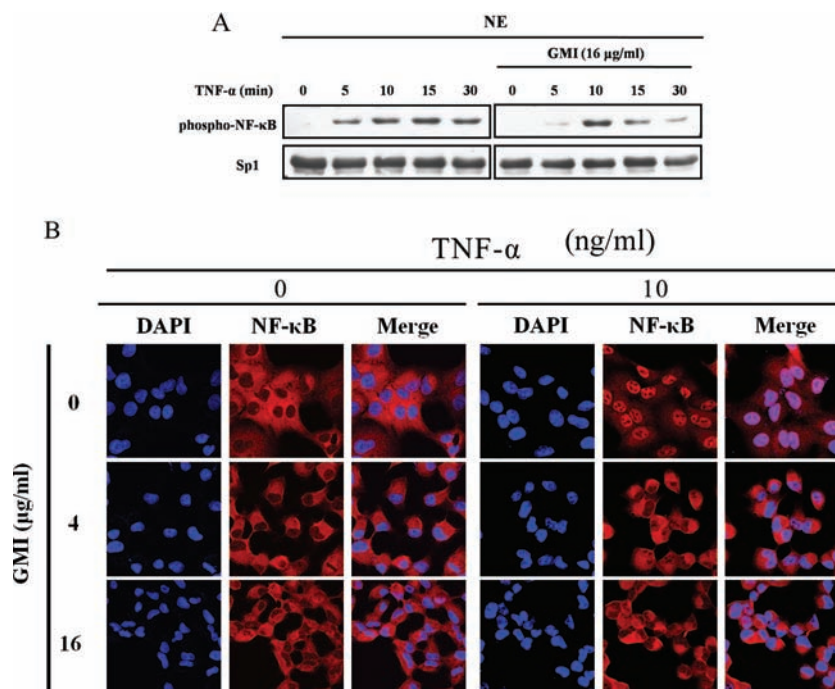 A
NE
GMI (16 µg/ml)
TNF-α (min) 0 5 10 15 30 0 5 10 15 30
phospho-NF-κB
Sp1
B
TNF-α (ng/ml)
0 10
DAPI NF-κB Merge DAPI NF-κB Merge
GMI (µg/ml)
0
4
16